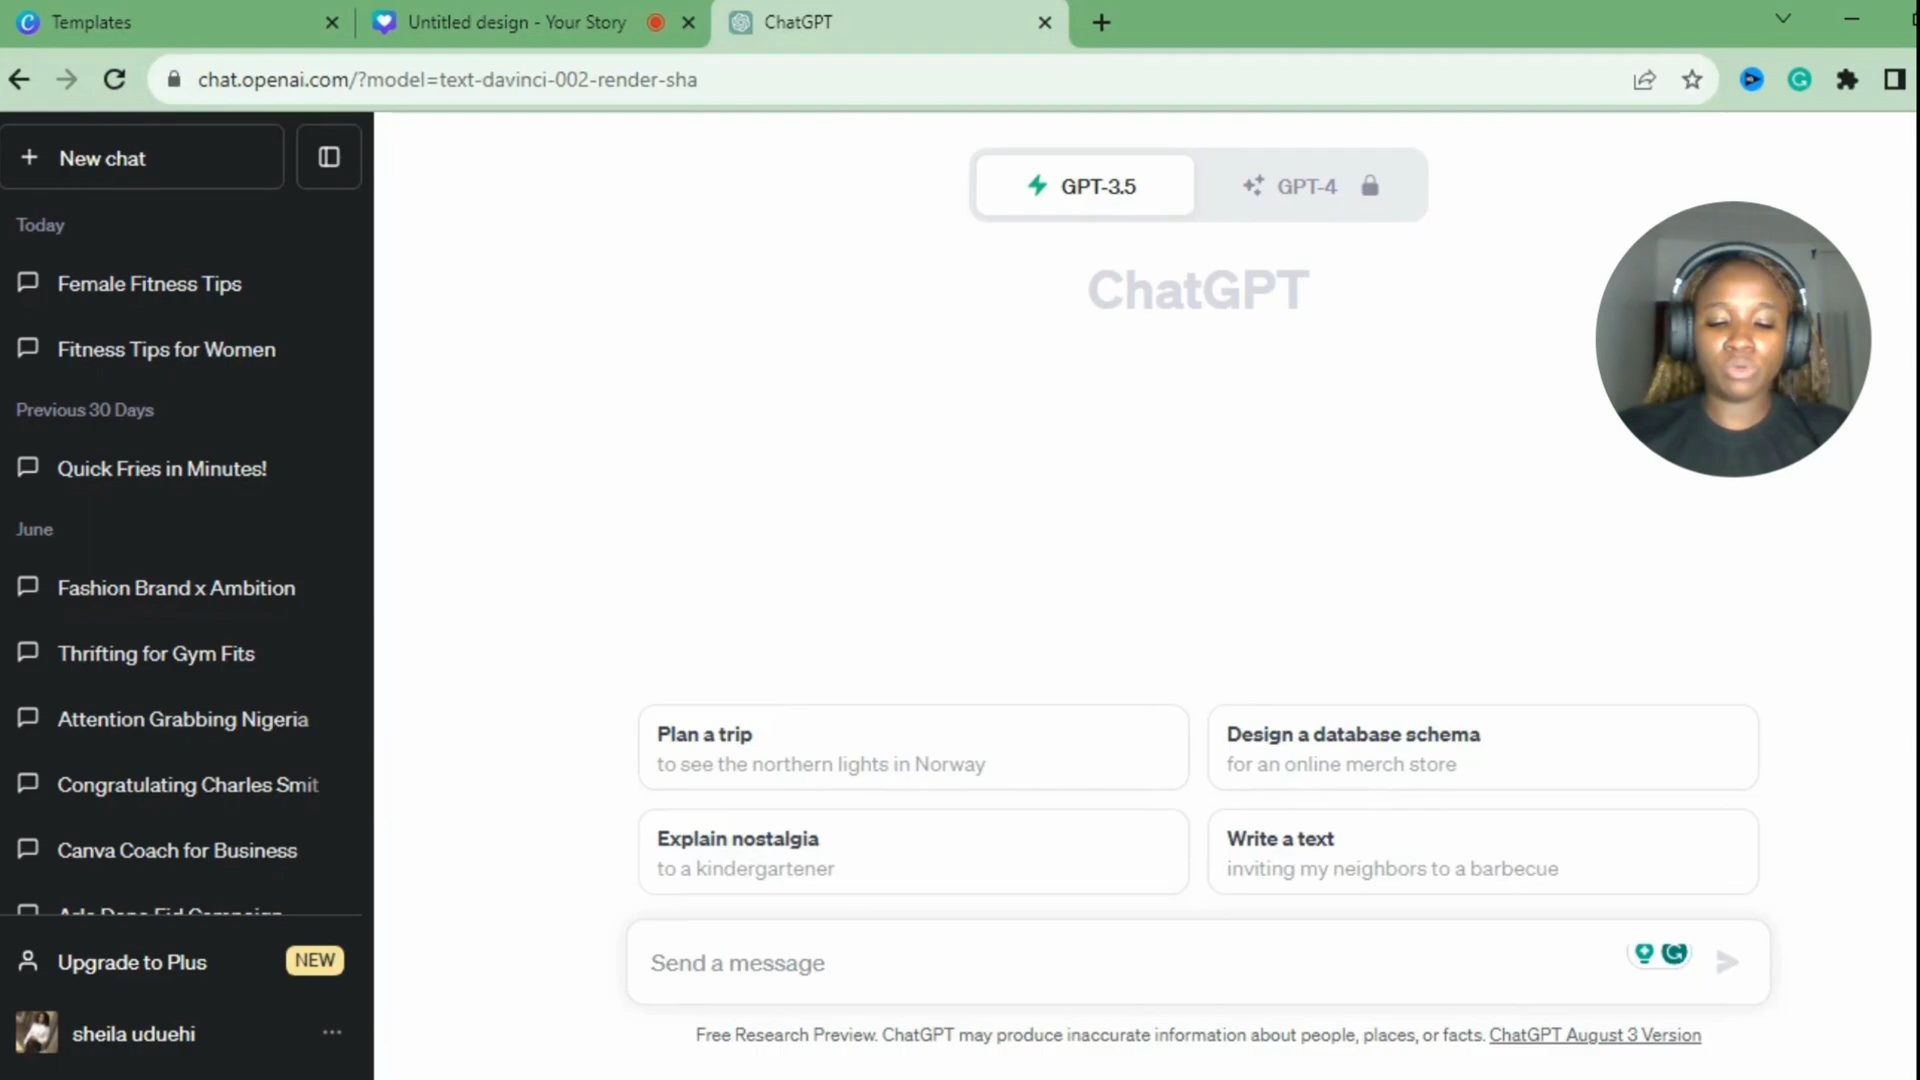 Templates
Untitled design - Your Story
ChatGPT
chat.openai.com/?model=text-davinci-002-render-sha
New chat
GPT-3.5
GPT-4
ChatGPT
Today
Female Fitness Tips
Fitness Tips for Women
Previous 30 Days
Quick Fries in Minutes!
June
Fashion Brand x Ambition
Thrifting for Gym Fits
Attention Grabbing Nigeria
Congratulating Charles Smit
Canva Coach for Business
Upgrade to Plus
NEW
sheila uduehi
Plan a trip
to see the northern lights in Norway
Design a database schema
for an online merch store
Explain nostalgia
to a kindergartener
Write a text
inviting my neighbors to a barbecue
Send a message
Free Research Preview. ChatGPT may produce inaccurate information about people, places, or facts. ChatGPT August 3 Version